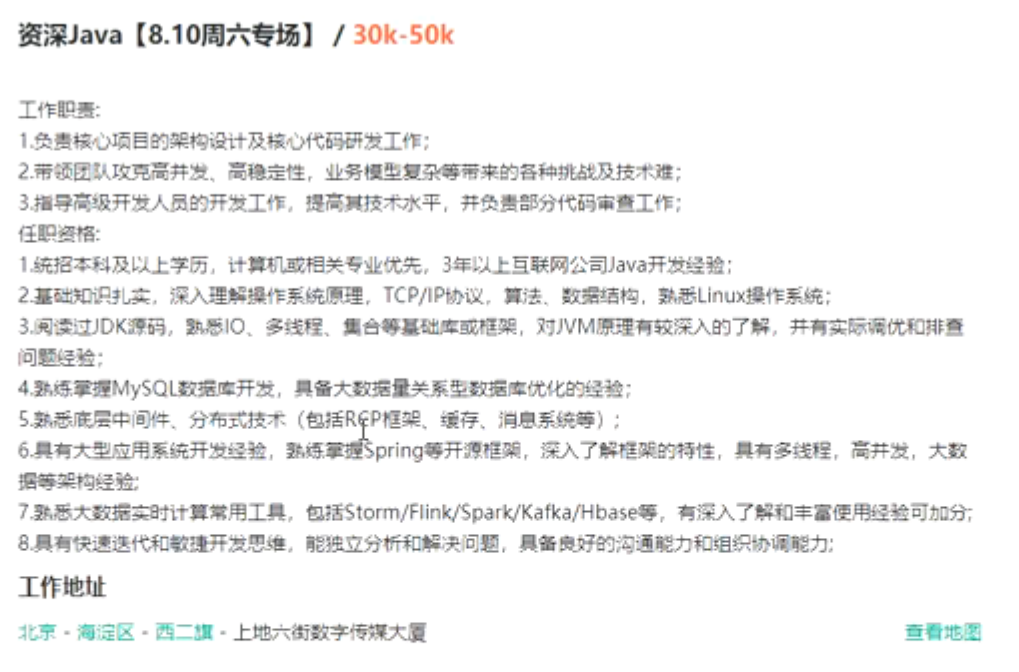 资深Java【8.10周六专场】 / 30k-50k
工作职责:
1.负责核心项目的架构设计及核心代码研发工作;
2.带领团队攻克高并发、高稳定性，业务模型复杂等带来的各种挑战及技术难;
3.指导高级开发人员的开发工作，提高其技术水平，并负责部分代码审查工作;
任职资格:
1.统招本科及以上学历，计算机或相关专业优先，3年以上互联网公司Java开发经验;
2.基础知识扎实，深入理解操作系统原理，TCP/IP协议，算法、数据结构，熟悉Linux操作系统;
3.阅读过JDK源码，熟悉IO、多线程、集合等基础库或框架，对JVM原理有较深入的了解，并有实际调优和排查
问题经验;
4.熟练掌握MySQL数据库开发，具备大数据量关系型数据库优化的经验;
5.熟悉底层中间件、分布式技术（包括RCP框架、缓存、消息系统等）;
6.具有大型应用系统开发经验，熟练掌握Spring等开源框架，深入了解框架的特性，具有多线程，高并发，大数
据等架构经验;
7.熟悉大数据实时计算常用工具，包括Storm/Flink/Spark/Kafka/Hbase等，有深入了解和丰富使用经验可加分;
8.具有快速迭代和敏捷开发思维，能独立分析和解决问题，具备良好的沟通能力和组织协调能力;
工作地址
北京 - 海淀区 - 西二旗 - 上地六街数字传媒大厦 查看地图